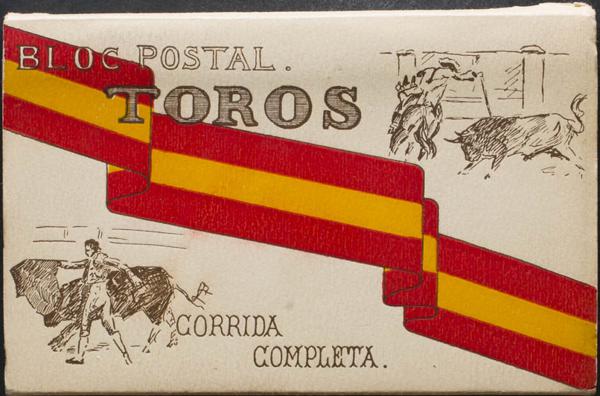 BLOC POSTAL.
TOROS
CORRIDA
COMPLETA.